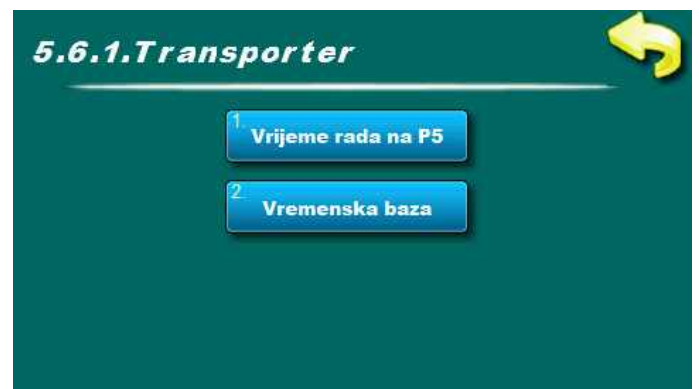 5.6.1.Transporter
1.
Vrijeme rada na P5
2.
Vremenska baza